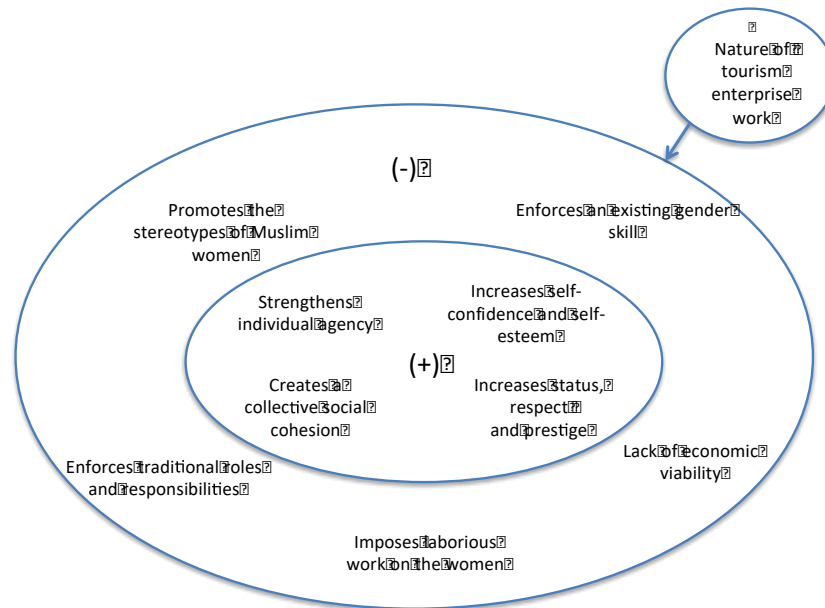 Nature of
tourism
enterprise
work
(-)
Promotes the
stereotypes of Muslim
women
Enforces an existing gender
skill
Strengthens
individual agency
Increases self-
confidence and self-
esteem
(+)
Creates a
collective social
cohesion
Increases status,
respect
and prestige
Enforces traditional roles
and responsibilities
Lack of economic
viability
Imposes laborious
work on the women